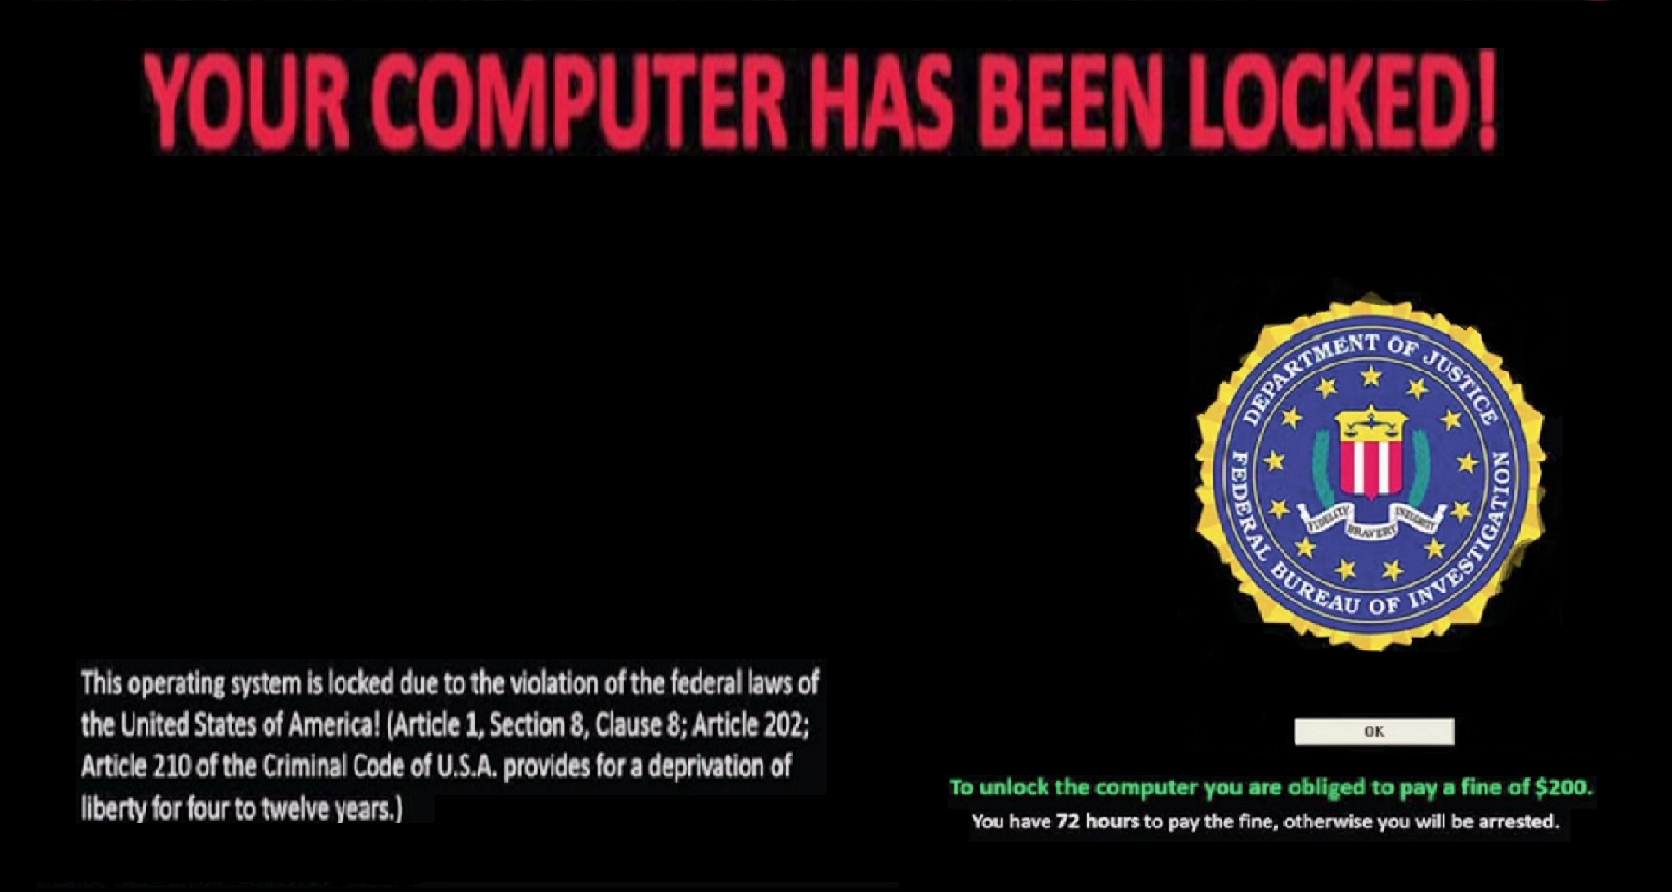 YOUR COMPUTER HAS BEEN LOCKED!
DEPARTMENT OF JUSTICE
FEDERAL BUREAU OF INVESTIGATION
FIDELITY
BRAVERY
INTEGRITY
This operating system is locked due to the violation of the federal laws of
the United States of America! (Article 1, Section 8, Clause 8; Article 202;
Article 210 of the Criminal Code of U.S.A. provides for a deprivation of
liberty for four to twelve years.)
OK
To unlock the computer you are obliged to pay a fine of $200.
You have 72 hours to pay the fine, otherwise you will be arrested.